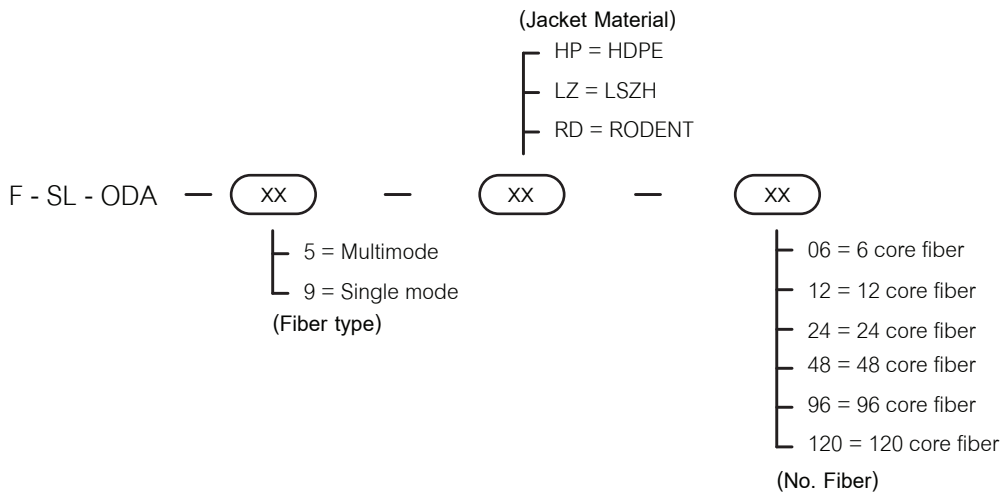 (Jacket Material)
HP = HDPE
LZ = LSZH
RD = RODENT
F - SL - ODA — XX — XX — XX
5 = Multimode
9 = Single mode
(Fiber type)
06 = 6 core fiber
12 = 12 core fiber
24 = 24 core fiber
48 = 48 core fiber
96 = 96 core fiber
120 = 120 core fiber
(No. Fiber)